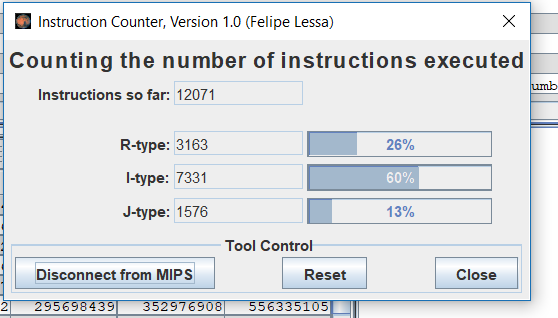 Instruction Counter, Version 1.0 (Felipe Lessa)
Counting the number of instructions executed
Instructions so far: 12071
umb
R-type: 3163 26%
I-type: 7331 60%
J-type: 1576 13%
Tool Control
Disconnect from MIPS Reset Close
2 295698439 352976908 556335105